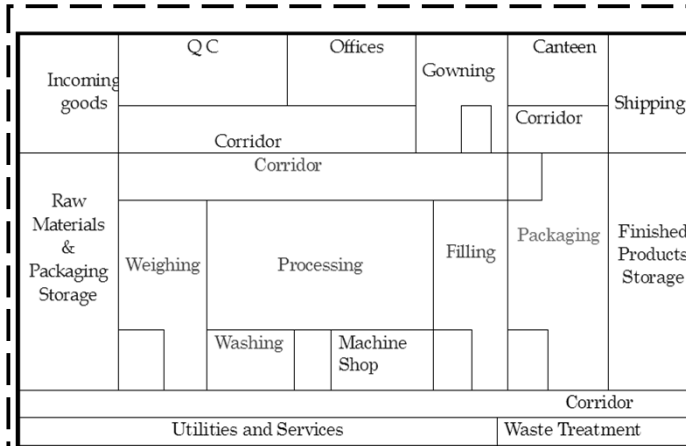 Q C
Offices
Canteen
Incoming
goods
Gowning
Shipping
Corridor
Corridor
Corridor
Raw
Materials
&
Packaging
Storage
Weighing
Processing
Filling
Packaging
Finished
Products
Storage
Washing
Machine
Shop
Corridor
Utilities and Services
Waste Treatment